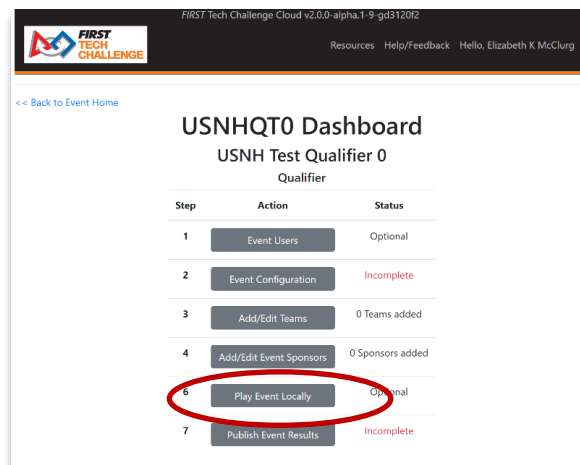 FIRST Tech Challenge Cloud v2.0.0-alpha.1-9-gd3120f2
FIRST
TECH
CHALLENGE
Resources Help/Feedback Hello, Elizabeth K McClurg
<< Back to Event Home
USNHQT0 Dashboard
USNH Test Qualifier 0
Qualifier
Step Action Status
1 Event Users Optional
2 Event Configuration Incomplete
3 Add/Edit Teams 0 Teams added
4 Add/Edit Event Sponsors 0 Sponsors added
6 Play Event Locally Optional
7 Publish Event Results Incomplete